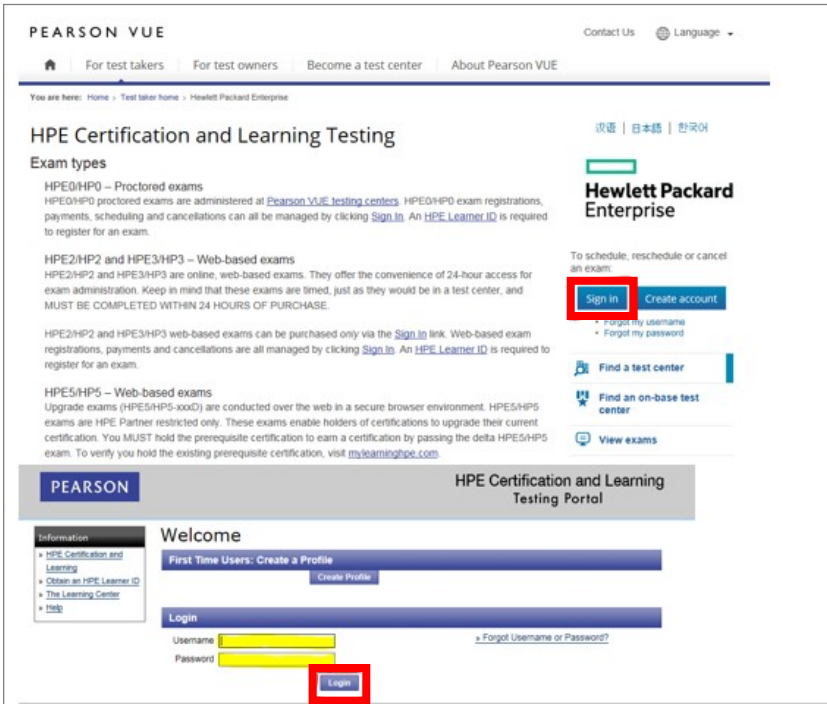 PEARSON VUE
Contact Us
Language
For test takers
For test owners
Become a test center
About Pearson VUE
You are here: Home › Test taker home › Hewlett Packard Enterprise
HPE Certification and Learning Testing
汉语 | 日本語 | 한국어
Exam types
HPE0/HP0 – Proctored exams
HPE0/HP0 proctored exams are administered at Pearson VUE testing centers. HPE0/HP0 exam registrations,
payments, scheduling and cancellations can all be managed by clicking Sign In. An HPE Learner ID is required
to register for an exam.
Hewlett Packard
Enterprise
HPE2/HP2 and HPE3/HP3 – Web-based exams
HPE2/HP2 and HPE3/HP3 are online, web-based exams. They offer the convenience of 24-hour access for
exam administration. Keep in mind that these exams are timed, just as they would be in a test center, and
MUST BE COMPLETED WITHIN 24 HOURS OF PURCHASE.
HPE2/HP2 and HPE3/HP3 web-based exams can be purchased only via the Sign In link. Web-based exam
registrations, payments and cancellations are all managed by clicking Sign In. An HPE Learner ID is required to
register for an exam.
HPE5/HP5 – Web-based exams
Upgrade exams (HPE5/HP5-xxxD) are conducted over the web in a secure browser environment. HPE5/HP5
exams are HPE Partner restricted only. These exams enable holders of certifications to upgrade their current
certification. You MUST hold the prerequisite certification to earn a certification by passing the delta HPE5/HP5
exam. To verify you hold the existing prerequisite certification, visit mylearninghpe.com.
To schedule, reschedule or cancel
an exam:
Sign in
Create account
Forgot my username
Forgot my password
Find a test center
Find an on-base test
center
View exams
PEARSON
HPE Certification and Learning
Testing Portal
Information
» HPE Certification and
Learning
» Obtain an HPE Learner ID
» The Learning Center
» Help
Welcome
First Time Users: Create a Profile
Create Profile
Login
Username
» Forgot Username or Password?
Password
Login